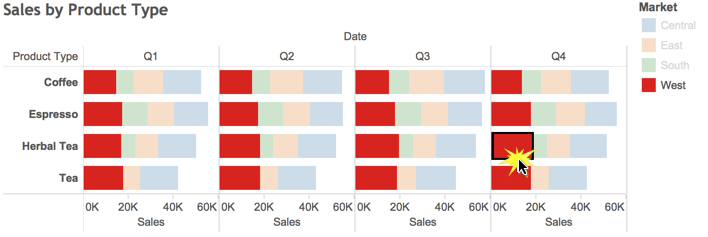 Sales by Product Type
Market
Central
East
South
West
Date
Product Type Q1 Q2 Q3 Q4
Coffee
Espresso
Herbal Tea
Tea
0K 20K 40K 60K 0K 20K 40K 60K 0K 20K 40K 60K 0K 20K 40K 60K
Sales Sales Sales Sales